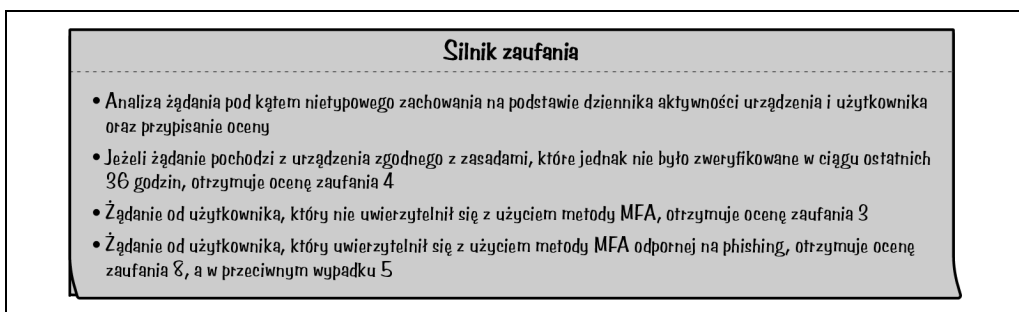 Silnik zaufania
• Analiza żądania pod kątem nietypowego zachowania na podstawie dziennika aktywności urządzenia i użytkownika
oraz przypisanie oceny
• Jeżeli żądanie pochodzi z urządzenia zgodnego z zasadami, które jednak nie było zweryfikowane w ciągu ostatnich
36 godzin, otrzymuje ocenę zaufania 4
• Żądanie od użytkownika, który nie uwierzytelnił się z użyciem metody MFA, otrzymuje ocenę zaufania 3
• Żądanie od użytkownika, który uwierzytelnił się z użyciem metody MFA odpornej na phishing, otrzymuje ocenę
zaufania 8, a w przeciwnym wypadku 5